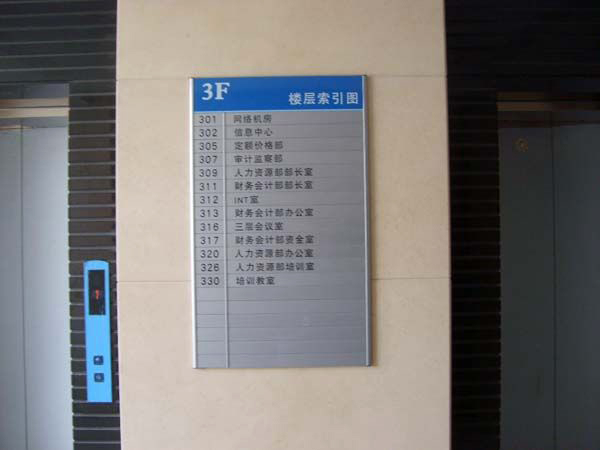 3F 楼层索引图
301 网络机房
302 信息中心
305 定额价格部
307 审计监察部
309 人力资源部部长室
311 财务会计部部长室
312 INT室
313 财务会计部办公室
316 三层会议室
317 财务会计部资金室
320 人力资源部办公室
326 人力资源部培训室
330 培训教室